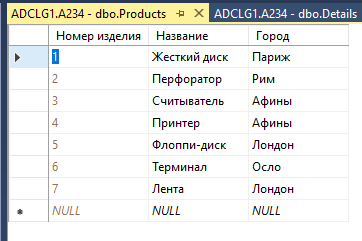 ADCLG1.A234 - dbo.Products ADCLG1.A234 - dbo.Details
Номер изделия Название Город
1 Жесткий диск Париж
2 Перфоратор Рим
3 Считыватель Афины
4 Принтер Афины
5 Флоппи-диск Лондон
6 Терминал Осло
7 Лента Лондон
NULL NULL NULL